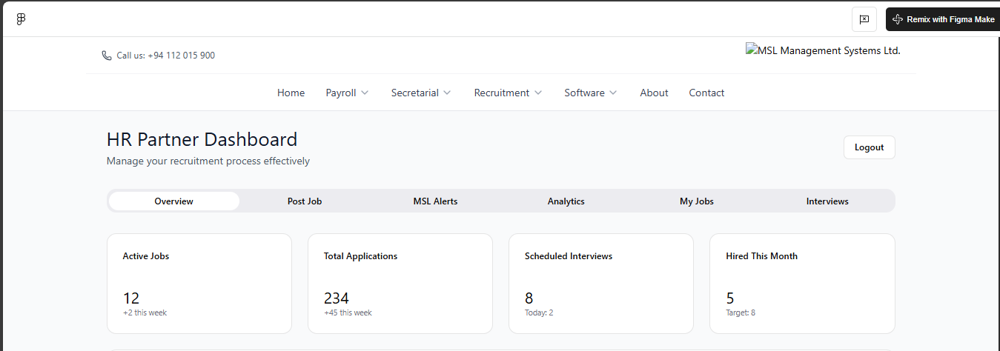 Remix with Figma Make
Call us: +94 112 015 900
MSL Management Systems Ltd.
Home Payroll Secretarial Recruitment Software About Contact
HR Partner Dashboard
Manage your recruitment process effectively
Logout
Overview Post Job MSL Alerts Analytics My Jobs Interviews
Active Jobs Total Applications Scheduled Interviews Hired This Month
12 234 8 5
+2 this week +45 this week Today: 2 Target: 8